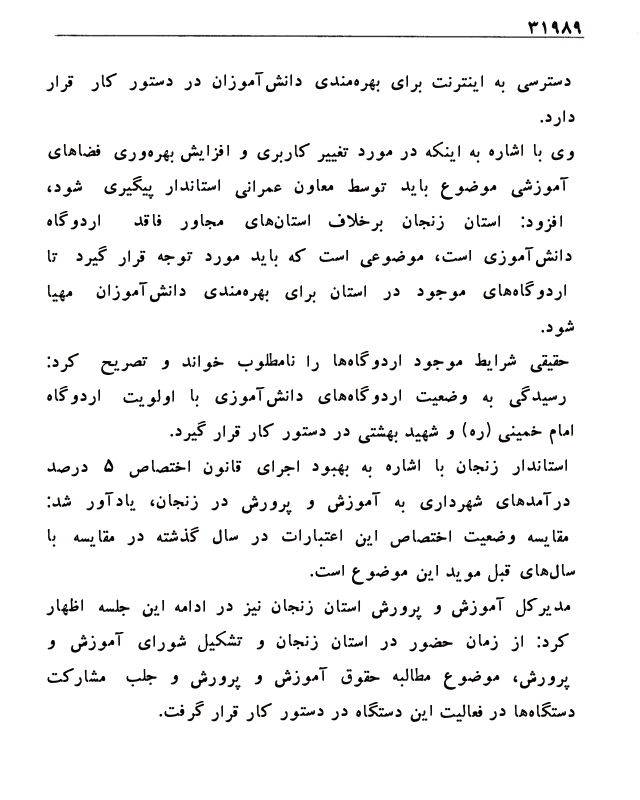 ۳۱۹۸۹
دسترسی به اینترنت برای بهره‌مندی دانش‌آموزان در دستور کار قرار
دارد.
وی با اشاره به اینکه در مورد تغییر کاربری و افزایش بهره‌وری فضاهای
آموزشی موضوع باید توسط معاون عمرانی استاندار پیگیری شود،
افزود: استان زنجان برخلاف استان‌های مجاور فاقد اردوگاه
دانش‌آموزی است، موضوعی است که باید مورد توجه قرار گیرد تا
اردوگاه‌های موجود در استان برای بهره‌مندی دانش‌آموزان مهیا
شود.
حقیقی شرایط موجود اردوگاه‌ها را نامطلوب خواند و تصریح کرد:
رسیدگی به وضعیت اردوگاه‌های دانش‌آموزی با اولویت اردوگاه
امام خمینی (ره) و شهید بهشتی در دستور کار قرار گیرد.
استاندار زنجان با اشاره به بهبود اجرای قانون اختصاص ۵ درصد
درآمدهای شهرداری به آموزش و پرورش در زنجان، یادآور شد:
مقایسه وضعیت اختصاص این اعتبارات در سال گذشته در مقایسه با
سال‌های قبل موید این موضوع است.
مدیرکل آموزش و پرورش استان زنجان نیز در ادامه این جلسه اظهار
کرد: از زمان حضور در استان زنجان و تشکیل شورای آموزش و
پرورش، موضوع مطالبه حقوق آموزش و پرورش و جلب مشارکت
دستگاه‌ها در فعالیت این دستگاه در دستور کار قرار گرفت.